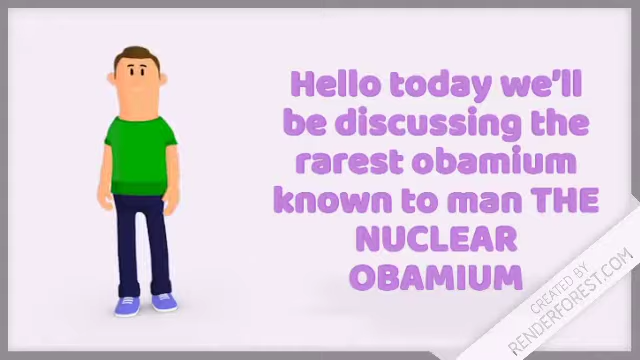 Hello today we'll
be discussing the
rarest obamium
known to man THE
NUCLEAR
OBAMIUM
CREATED BY
RENDERFOREST.COM